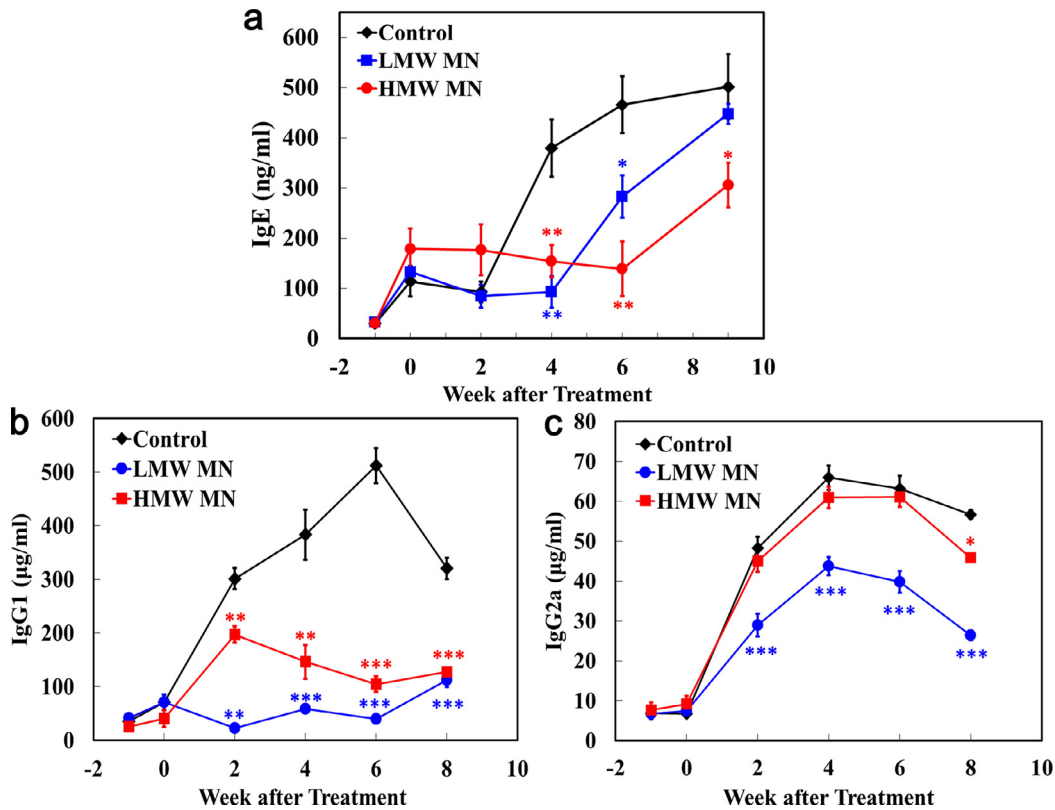 a
Control
LMW MN
HMW MN
600
500
400
300
200
100
0
IgE (ng/ml)
**
**
*
**
*
-2 0 2 4 6 8 10
Week after Treatment
b
Control
LMW MN
HMW MN
600
500
400
300
200
100
0
IgG1 (μg/ml)
** ** *** ***
** *** *** ***
-2 0 2 4 6 8 10
Week after Treatment
c
Control
LMW MN
HMW MN
80
70
60
50
40
30
20
10
0
IgG2a (μg/ml)
*
*** *** *** ***
-2 0 2 4 6 8 10
Week after Treatment